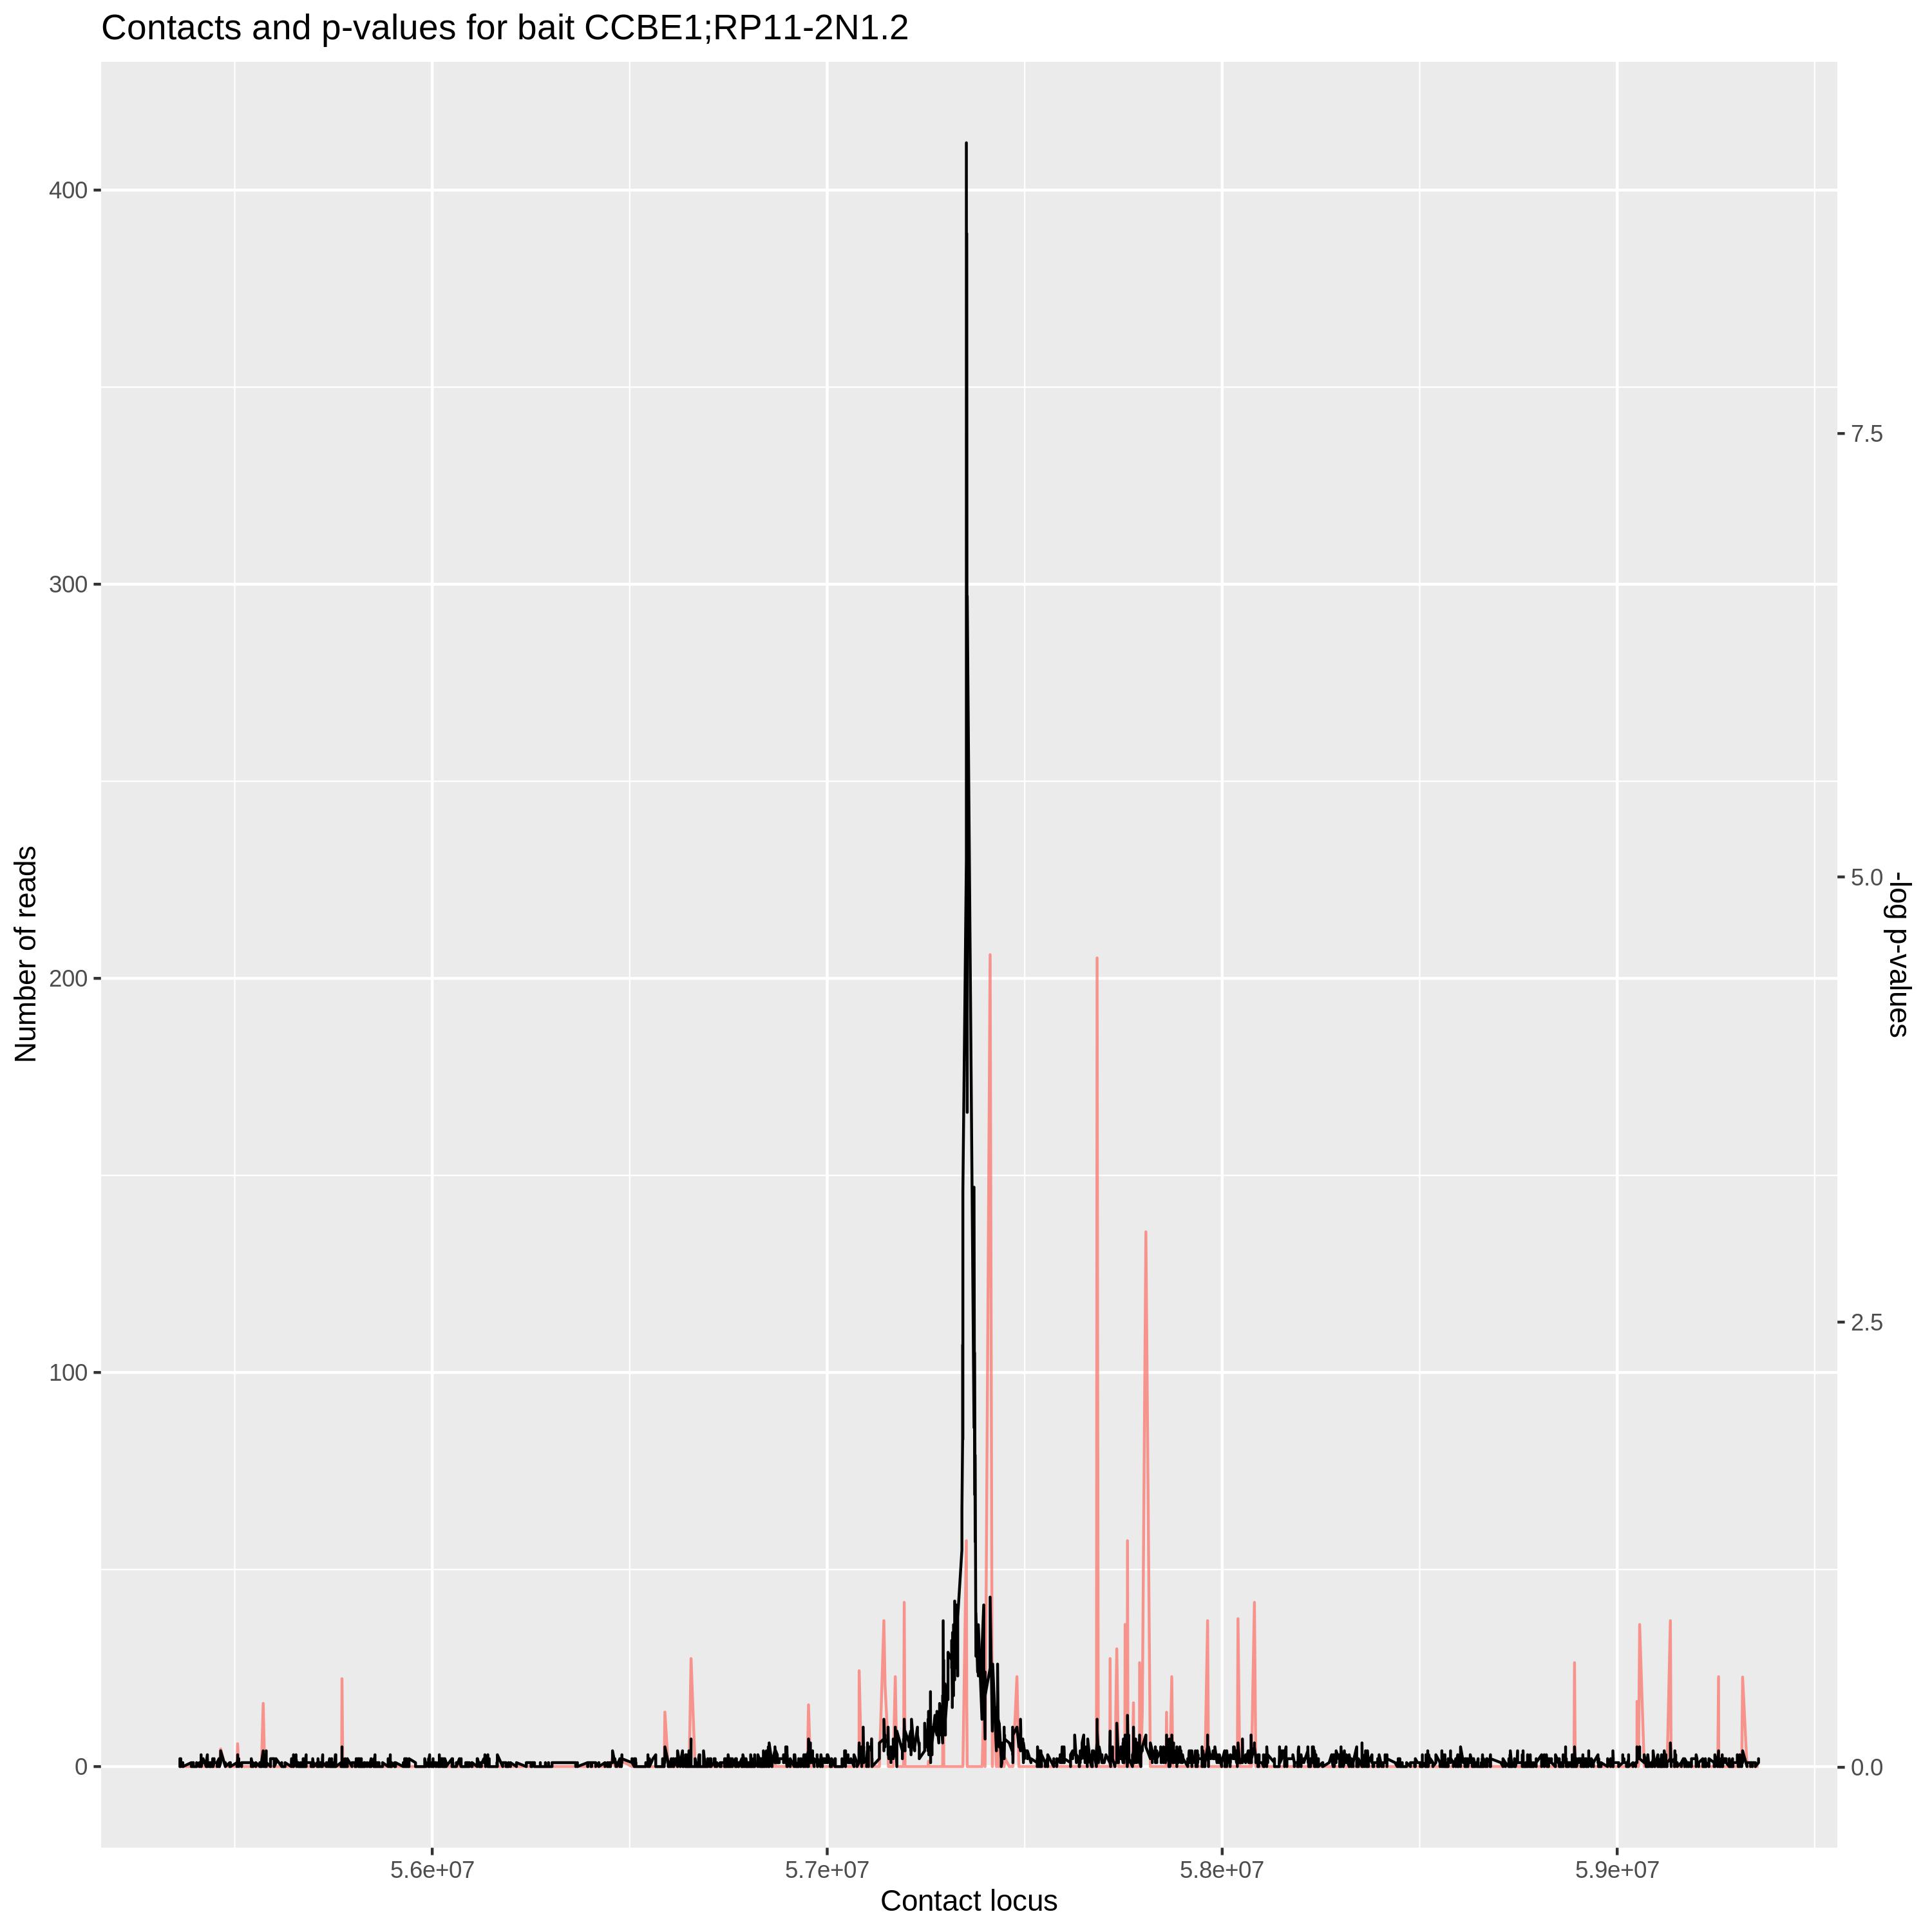 Contacts and p-values for bait CCBE1;RP11-2N1.2
400
300
200
100
0
Number of reads
7.5
5.0
2.5
0.0
-log p-values
5.6e+07
5.7e+07
5.8e+07
5.9e+07
Contact locus